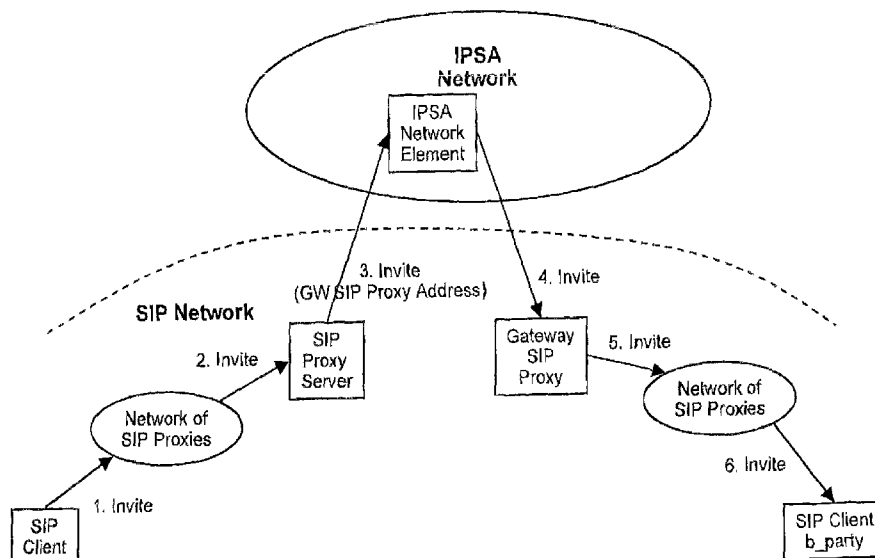 IPSA
Network
IPSA
Network
Element
3. Invite
(GW SIP Proxy Address)
4. Invite
SIP Network
SIP
Proxy
Server
Gateway
SIP
Proxy
2. Invite
5. Invite
Network of
SIP Proxies
Network of
SIP Proxies
1. Invite
6. Invite
SIP
Client
SIP Client
b_party